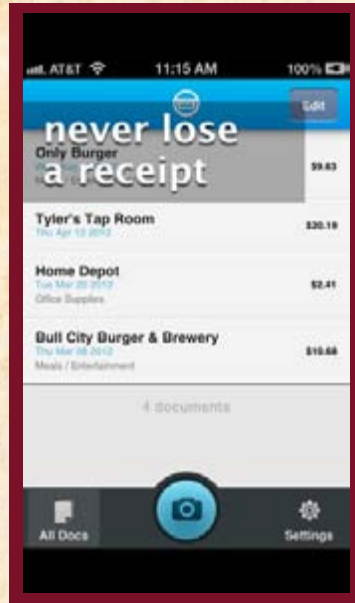 AT&T 11:15 AM 100%
Edit
never lose
a receipt
Only Burger
$9.63
Tyler's Tap Room
Thu Apr 12 2012
$20.19
Home Depot
Tue Mar 20 2012
$2.41
Office Supplies
Bull City Burger & Brewery
Thu Mar 08 2012
$10.68
Meals / Entertainment
4 documents
All Docs
Settings